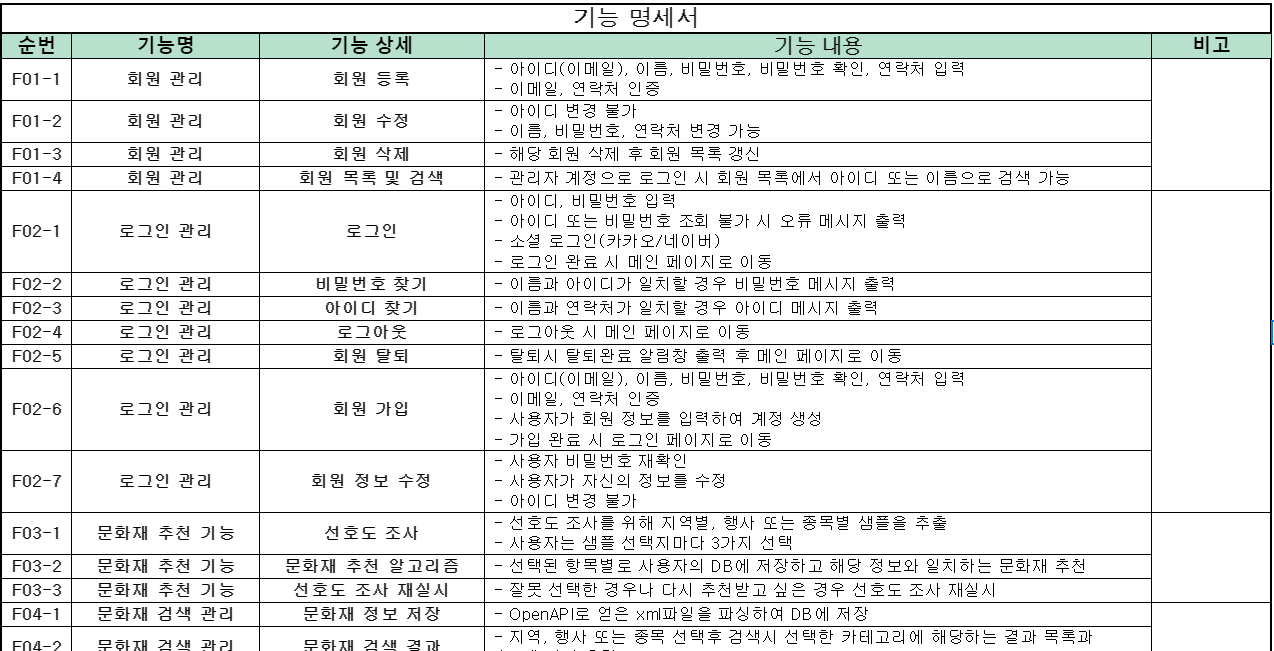 기능 명세서
순번 기능명 기능 상세 기능 내용 비고
F01-1 회원 관리 회원 등록 - 아이디(이메일), 이름, 비밀번호, 비밀번호 확인, 연락처 입력
- 이메일, 연락처 인증
F01-2 회원 관리 회원 수정 - 아이디 변경 불가
- 이름, 비밀번호, 연락처 변경 가능
F01-3 회원 관리 회원 삭제 - 해당 회원 삭제 후 회원 목록 갱신
F01-4 회원 관리 회원 목록 및 검색 - 관리자 계정으로 로그인 시 회원 목록에서 아이디 또는 이름으로 검색 가능
F02-1 로그인 관리 로그인 - 아이디, 비밀번호 입력
- 아이디 또는 비밀번호 조회 불가 시 오류 메시지 출력
- 소셜 로그인(카카오/네이버)
- 로그인 완료 시 메인 페이지로 이동
F02-2 로그인 관리 비밀번호 찾기 - 이름과 아이디가 일치할 경우 비밀번호 메시지 출력
F02-3 로그인 관리 아이디 찾기 - 이름과 연락처가 일치할 경우 아이디 메시지 출력
F02-4 로그인 관리 로그아웃 - 로그아웃 시 메인 페이지로 이동
F02-5 로그인 관리 회원 탈퇴 - 탈퇴시 탈퇴완료 알림창 출력 후 메인 페이지로 이동
F02-6 로그인 관리 회원 가입 - 아이디(이메일), 이름, 비밀번호, 비밀번호 확인, 연락처 입력
- 이메일, 연락처 인증
- 사용자가 회원 정보를 입력하여 계정 생성
- 가입 완료 시 로그인 페이지로 이동
F02-7 로그인 관리 회원 정보 수정 - 사용자 비밀번호 재확인
- 사용자가 자신의 정보를 수정
- 아이디 변경 불가
F03-1 문화재 추천 기능 선호도 조사 - 선호도 조사를 위해 지역별, 행사 또는 종목별 샘플을 추출
- 사용자는 샘플 선택지마다 3가지 선택
F03-2 문화재 추천 기능 문화재 추천 알고리즘 - 선택된 항목별로 사용자의 DB에 저장하고 해당 정보와 일치하는 문화재 추천
F03-3 문화재 추천 기능 선호도 조사 재실시 - 잘못 선택한 경우나 다시 추천받고 싶은 경우 선호도 조사 재실시
F04-1 문화재 검색 관리 문화재 정보 저장 - OpenAPI로 얻은 xml파일을 파싱하여 DB에 저장
F04-2 문화재 검색 관리 문화재 검색 결과 - 지역, 행사 또는 종목 선택후 검색시 선택한 카테고리에 해당하는 결과 목록과